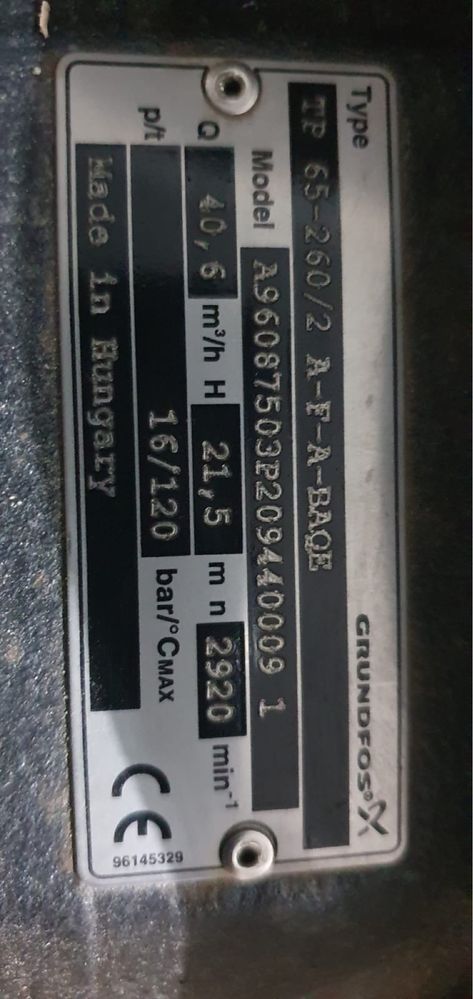 Type TP 65-260/2 A-F-A-BAQE GRUNDFOS
Model A96087503P209440009 1
Q 40,6 m³/h H 21,5 m n 2920 min⁻¹
p/t 16/120 bar/°CMAX
Made in Hungary CE
96145329